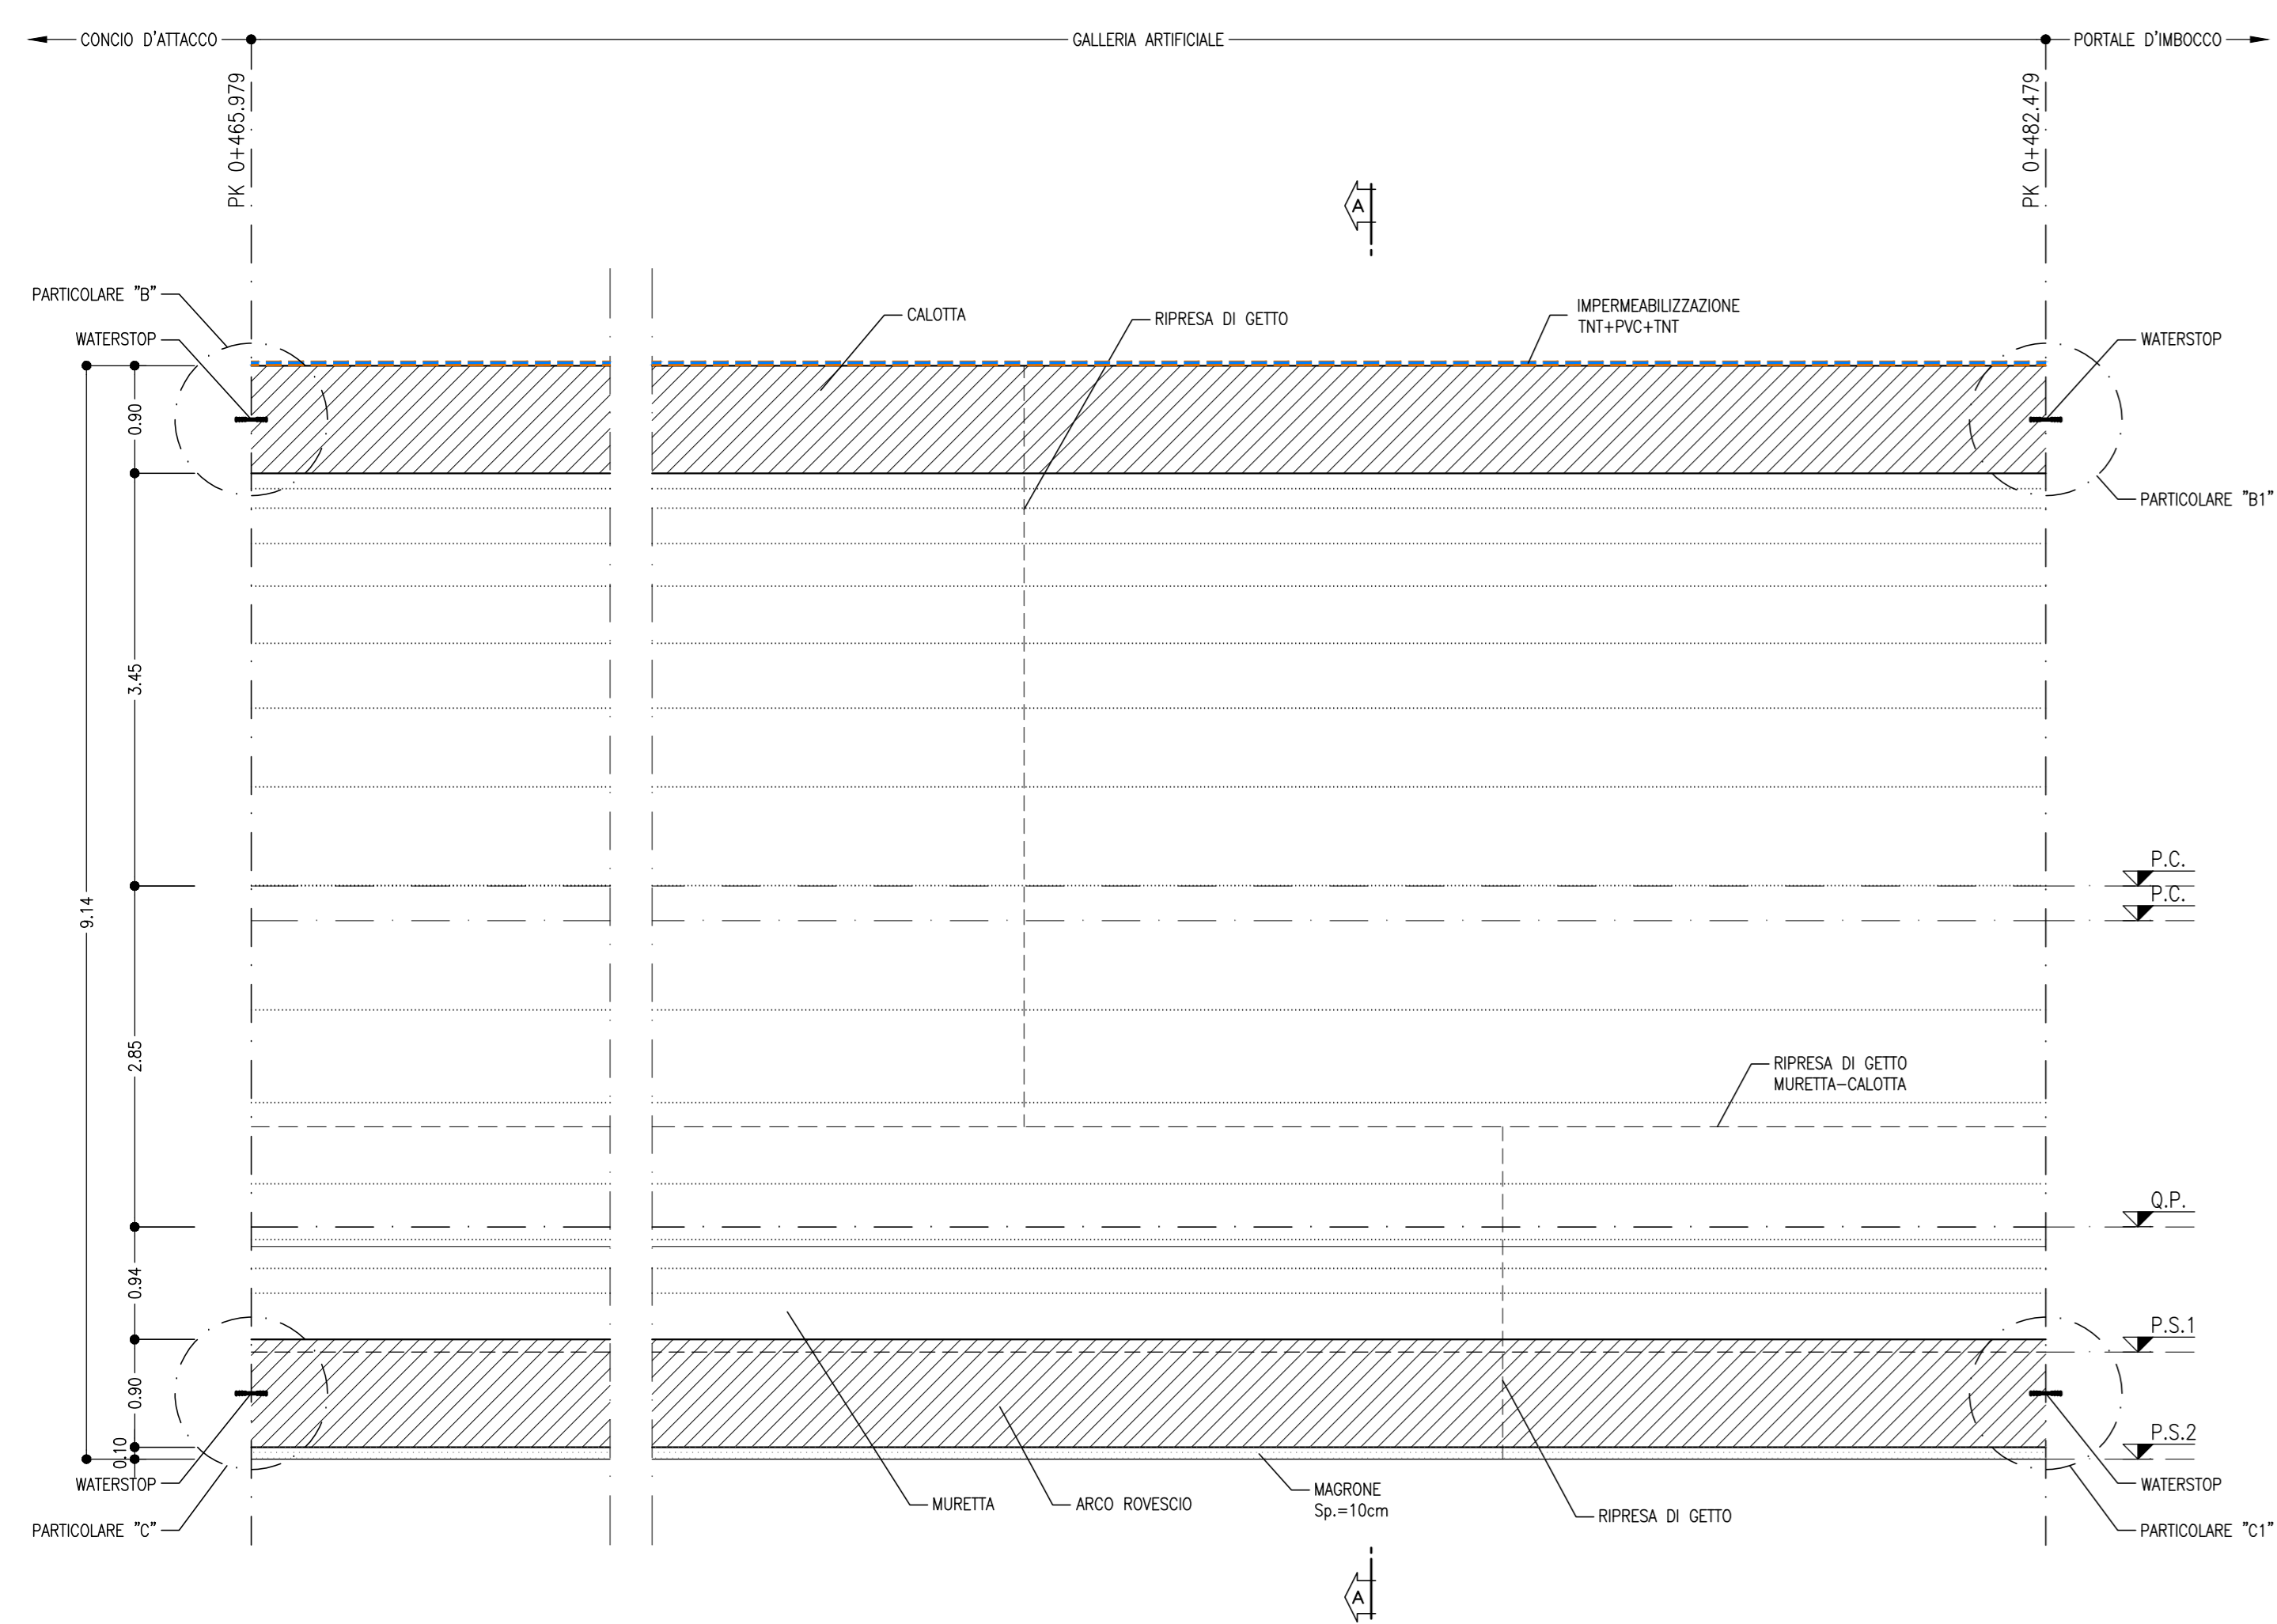 CONCIO D'ATTACCO
GALLERIA ARTIFICIALE
PORTALE D'IMBOCCO
PK 0+465.979
PK 0+482.479
A
PARTICOLARE "B"
WATERSTOP
CALOTTA
RIPRESA DI GETTO
IMPERMEABILIZZAZIONE
TNT+PVC+TNT
WATERSTOP
PARTICOLARE "B1"
0.90
3.45
9.14
2.85
0.94
0.90
0.10
P.C.
P.C.
RIPRESA DI GETTO
MURETTA-CALOTTA
Q.P.
P.S.1
P.S.2
WATERSTOP
PARTICOLARE "C"
MURETTA
ARCO ROVESCIO
MAGRONE
Sp.=10cm
RIPRESA DI GETTO
WATERSTOP
PARTICOLARE "C1"
A